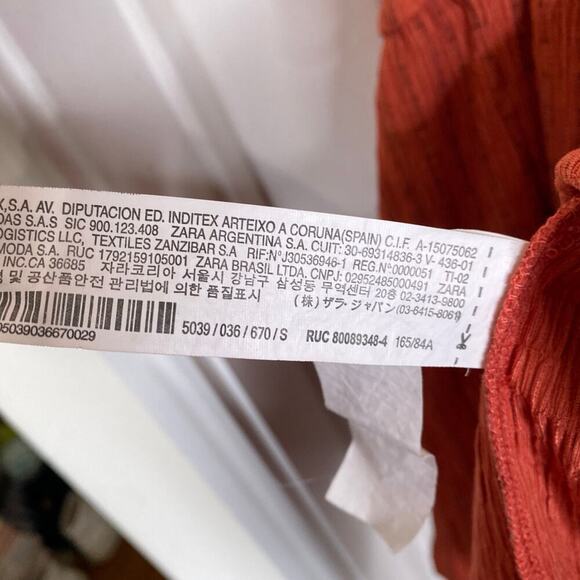 X,S.A. AV. DIPUTACION ED. INDITEX ARTEIXO A CORUNA(SPAIN) C.I.F. A-15075062
DAS S.A.S SIC 900.123.408 ZARA ARGENTINA S.A. CUIT: 30-69314836-3 V- 438-01
OGISTICS LLC, TEXTILES ZANZIBAR S.A RIF:N°J30536946-1 REG.N°0000051 TI-02
MODA S.A. RUC 1792159105001 ZARA BRASIL LTDA. CNPJ: 02952485000491 ZARA
INC.CA 36685 자라코리아 서울시 강남구 삼성동 무역센터 20층 02-3413-9800
및 공산품안전 관리법에 의한 품질표시 (株) ザラ・ジャパン (03-6415-8061)
05039036670029 5039 / 036 / 670 / S RUC 80089348-4 165/84A